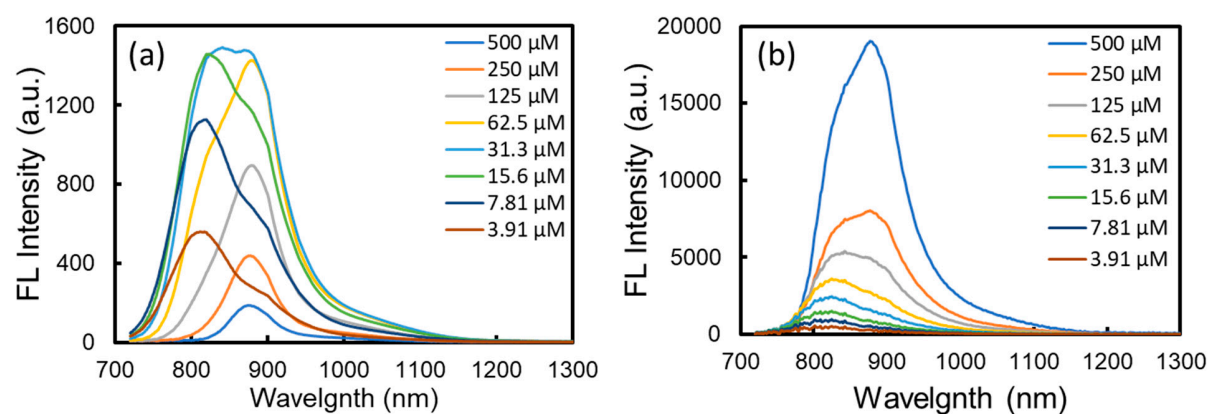 (a)
FL Intensity (a.u.)
1600
1200
800
400
0
700 800 900 1000 1100 1200 1300
Wavelgnth (nm)
500 µM
250 µM
125 µM
62.5 µM
31.3 µM
15.6 µM
7.81 µM
3.91 µM
(b)
FL Intensity (a.u.)
20000
15000
10000
5000
0
700 800 900 1000 1100 1200 1300
Wavelgnth (nm)
500 µM
250 µM
125 µM
62.5 µM
31.3 µM
15.6 µM
7.81 µM
3.91 µM